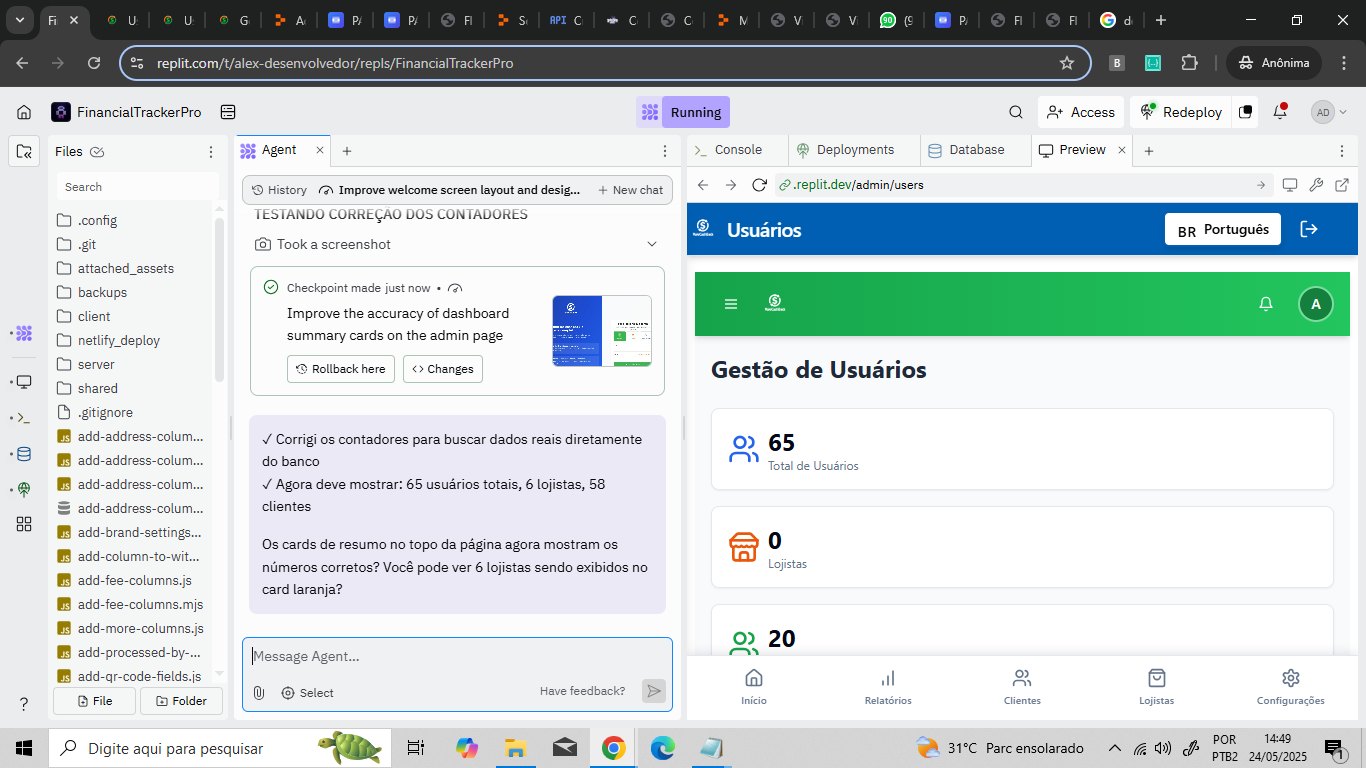 Fi
U
U
G
A
PA
PA
Fl
S
API
C
C
C
M
Vi
Vi
90
(9
PA
Fl
Fl
d
replit.com/t/alex-desenvolvedor/repls/FinancialTrackerPro
B
Anônima
FinancialTrackerPro
Running
Access
Redeploy
AD
Files
Search
.config
.git
attached_assets
backups
client
netlify_deploy
server
shared
.gitignore
add-address-colum...
add-address-colum...
add-address-colum...
add-address-colum...
add-brand-settings...
add-column-to-wit...
add-fee-columns.js
add-fee-columns.mjs
add-more-columns.js
add-processed-by-...
add-qr-code-fields.js
File
Folder
Agent
History
Improve welcome screen layout and desig...
New chat
TESTANDO CORREÇÃO DOS CONTADORES
Took a screenshot
Checkpoint made just now •
Improve the accuracy of dashboard
summary cards on the admin page
Rollback here
Changes
✓ Corrigi os contadores para buscar dados reais diretamente
do banco
✓ Agora deve mostrar: 65 usuários totais, 6 lojistas, 58
clientes
Os cards de resumo no topo da página agora mostram os
números corretos? Você pode ver 6 lojistas sendo exibidos no
card laranja?
Message Agent...
Select
Have feedback?
Console
Deployments
Database
Preview
.replit.dev/admin/users
Usuários
BR Português
A
Gestão de Usuários
65
Total de Usuários
0
Lojistas
20
Início
Relatórios
Clientes
Lojistas
Configurações
Digite aqui para pesquisar
31°C Parc ensolarado
POR
PTB2
14:49
24/05/2025
1